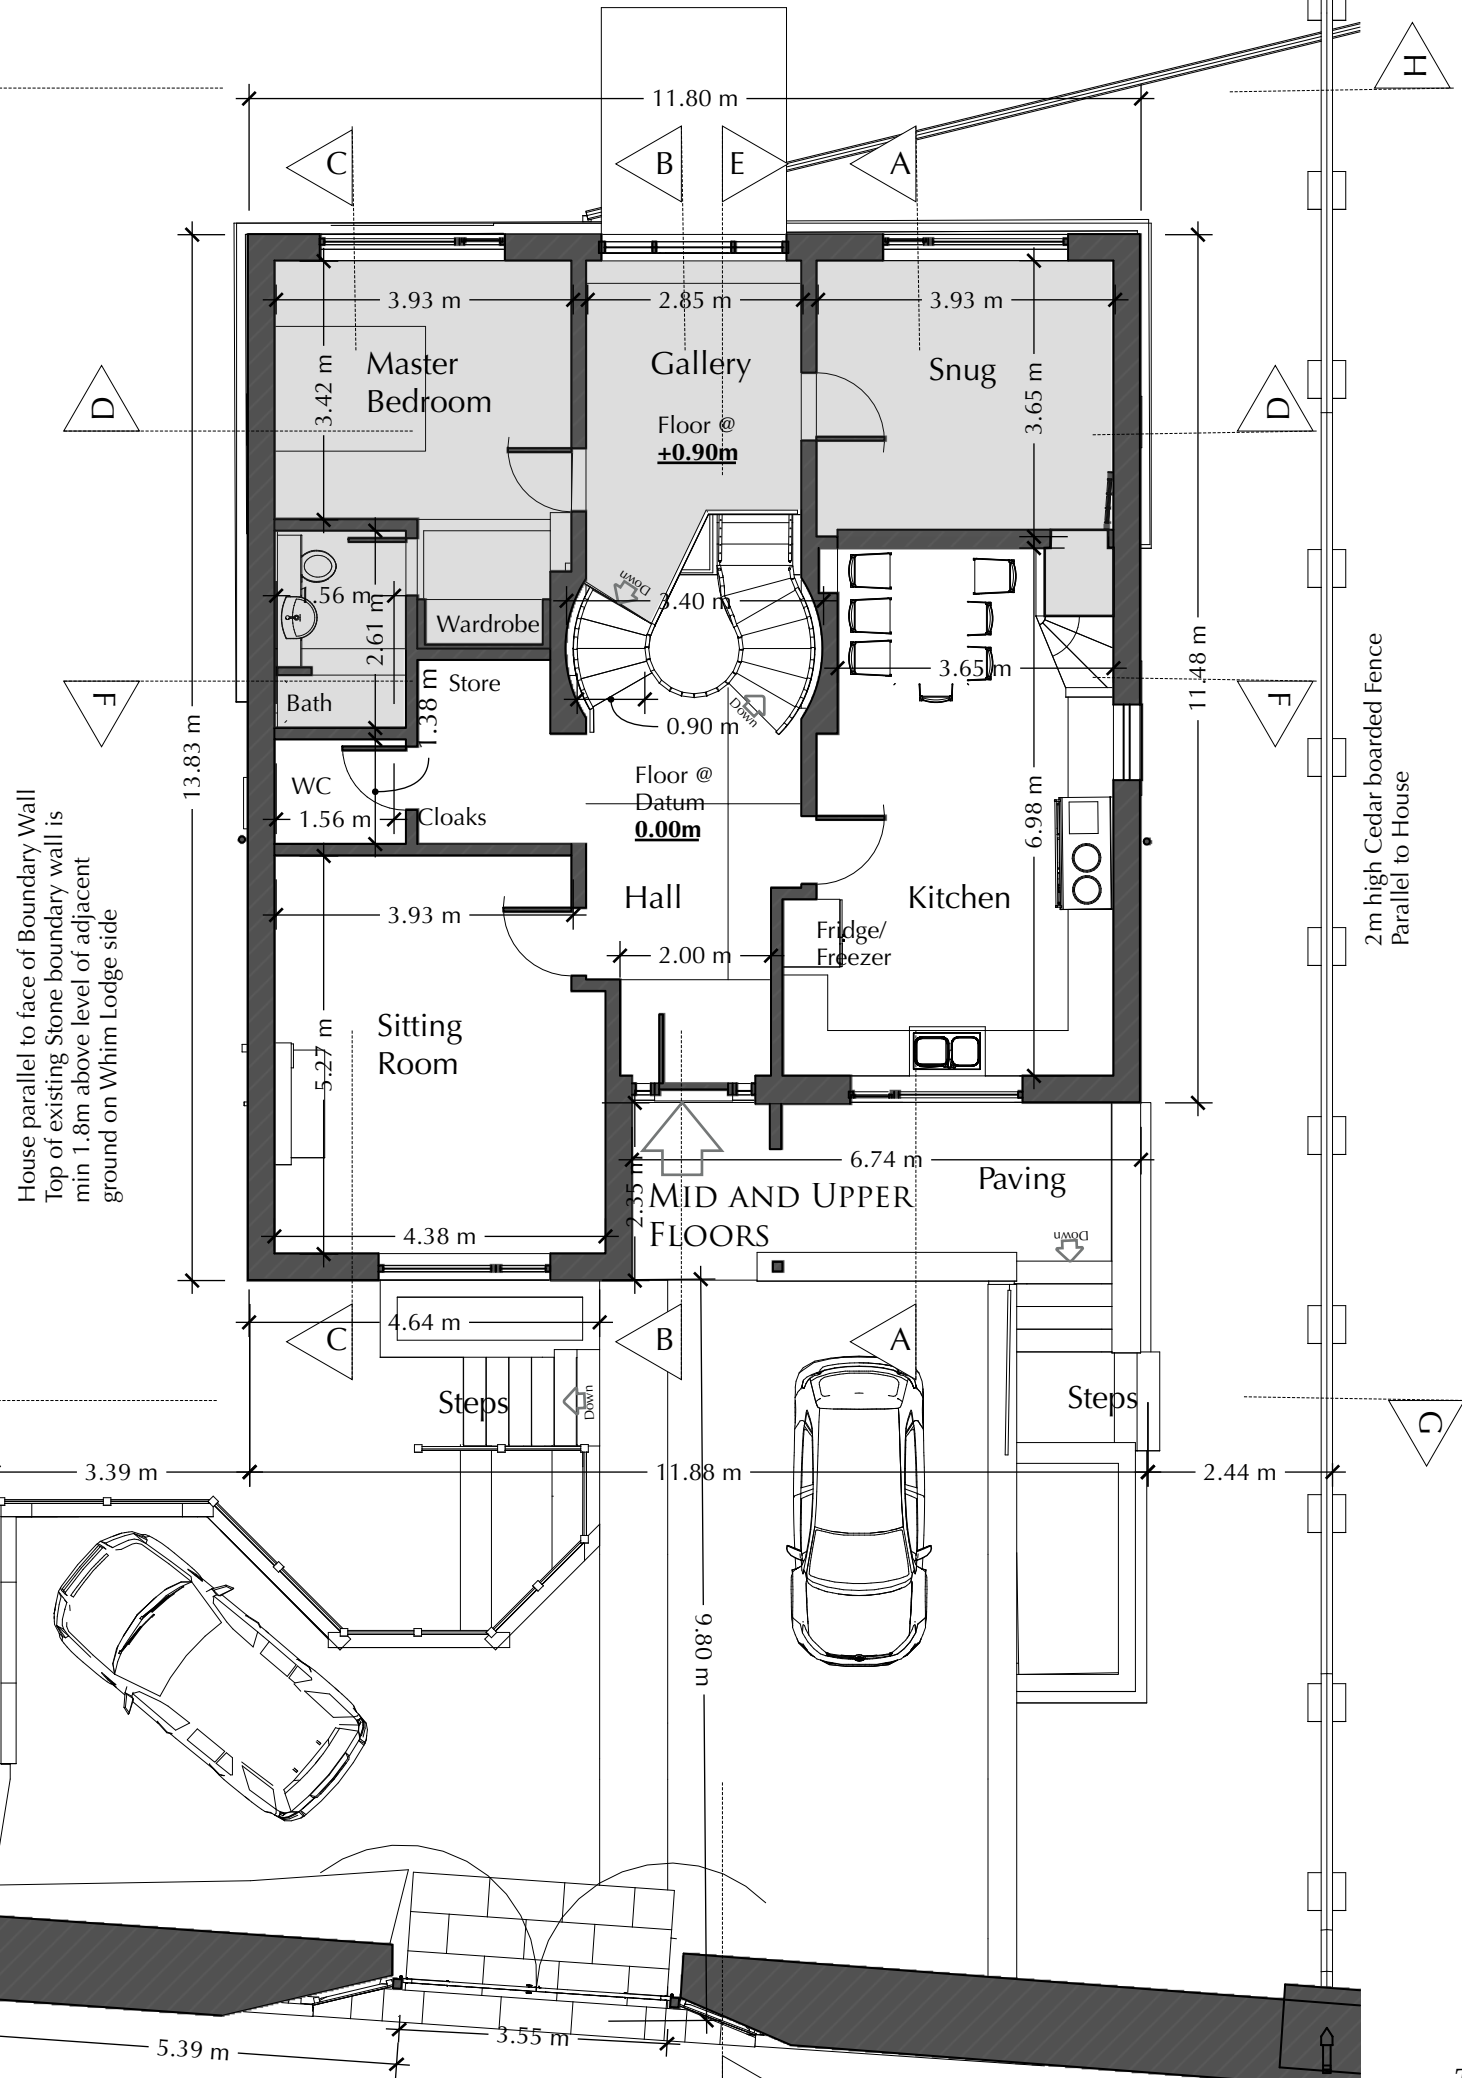 H
11.80 m
C
B
E
A
3.93 m
2.85 m
3.93 m
Master
Bedroom
Gallery
Snug
3.42 m
3.65 m
Floor @
+0.90m
D
D
Down
1.56 m
3.40 m
2.61 m
Wardrobe
Store
3.65 m
11.48 m
2m high Cedar boarded Fence
Parallel to House
F
F
Bath
1.38 m
0.90 m
Down
13.83 m
WC
1.56 m
Cloaks
Floor @
Datum
0.00m
6.98 m
House parallel to face of Boundary Wall
Top of existing Stone boundary wall is
min 1.8m above level of adjacent
ground on Whim Lodge side
Hall
Kitchen
3.93 m
Fridge/
Freezer
2.00 m
Sitting
Room
5.27 m
6.74 m
Paving
2.35 m
MID AND UPPER
FLOORS
4.38 m
Down
4.64 m
C
B
A
Steps
Down
Steps
G
3.39 m
11.88 m
2.44 m
9.80 m
3.55 m
5.39 m